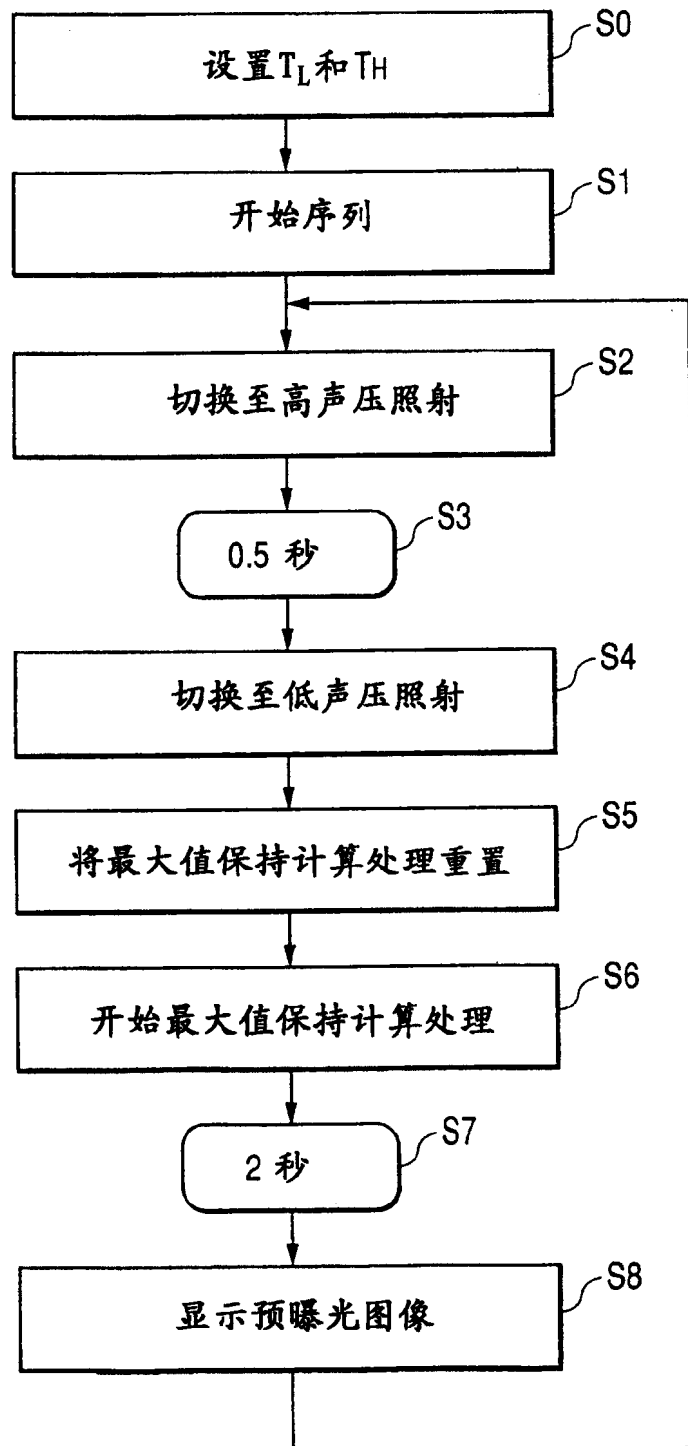 S0
设置TL和TH
S1
开始序列
S2
切换至高声压照射
S3
0.5 秒
S4
切换至低声压照射
S5
将最大值保持计算处理重置
S6
开始最大值保持计算处理
S7
2 秒
S8
显示预曝光图像